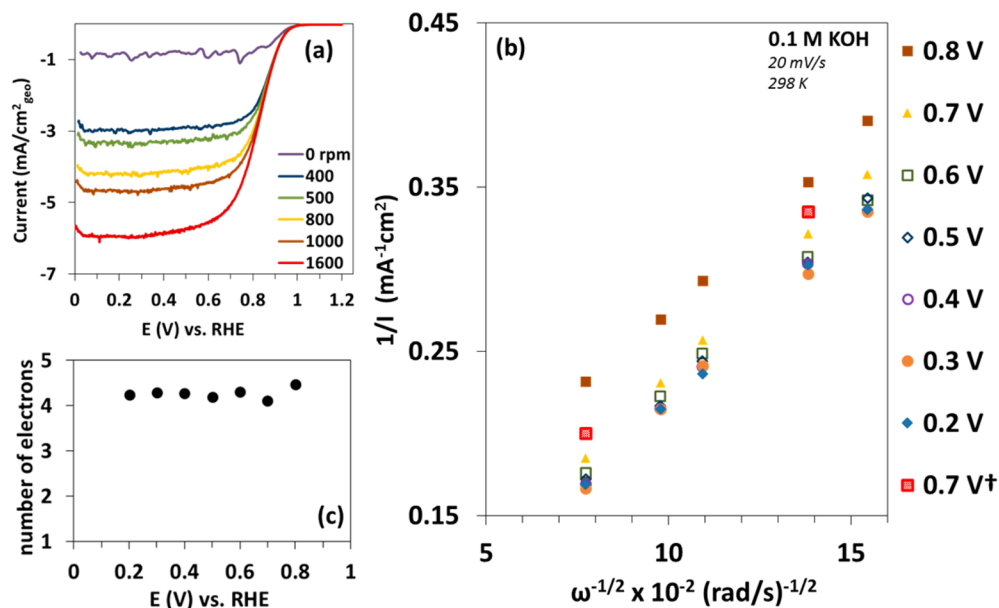 (a)
Current (mA/cm²geo)
-1
-3
-5
-7
0 rpm
400
500
800
1000
1600
0 0.2 0.4 0.6 0.8 1 1.2
E (V) vs. RHE
(b)
0.1 M KOH
20 mV/s
298 K
1/I (mA⁻¹cm²)
0.45
0.35
0.25
0.15
5 10 15
ω⁻¹/² x 10⁻² (rad/s)⁻¹/²
0.8 V
0.7 V
0.6 V
0.5 V
0.4 V
0.3 V
0.2 V
0.7 V†
(c)
number of electrons
5
4
3
2
1
0 0.2 0.4 0.6 0.8 1
E (V) vs. RHE